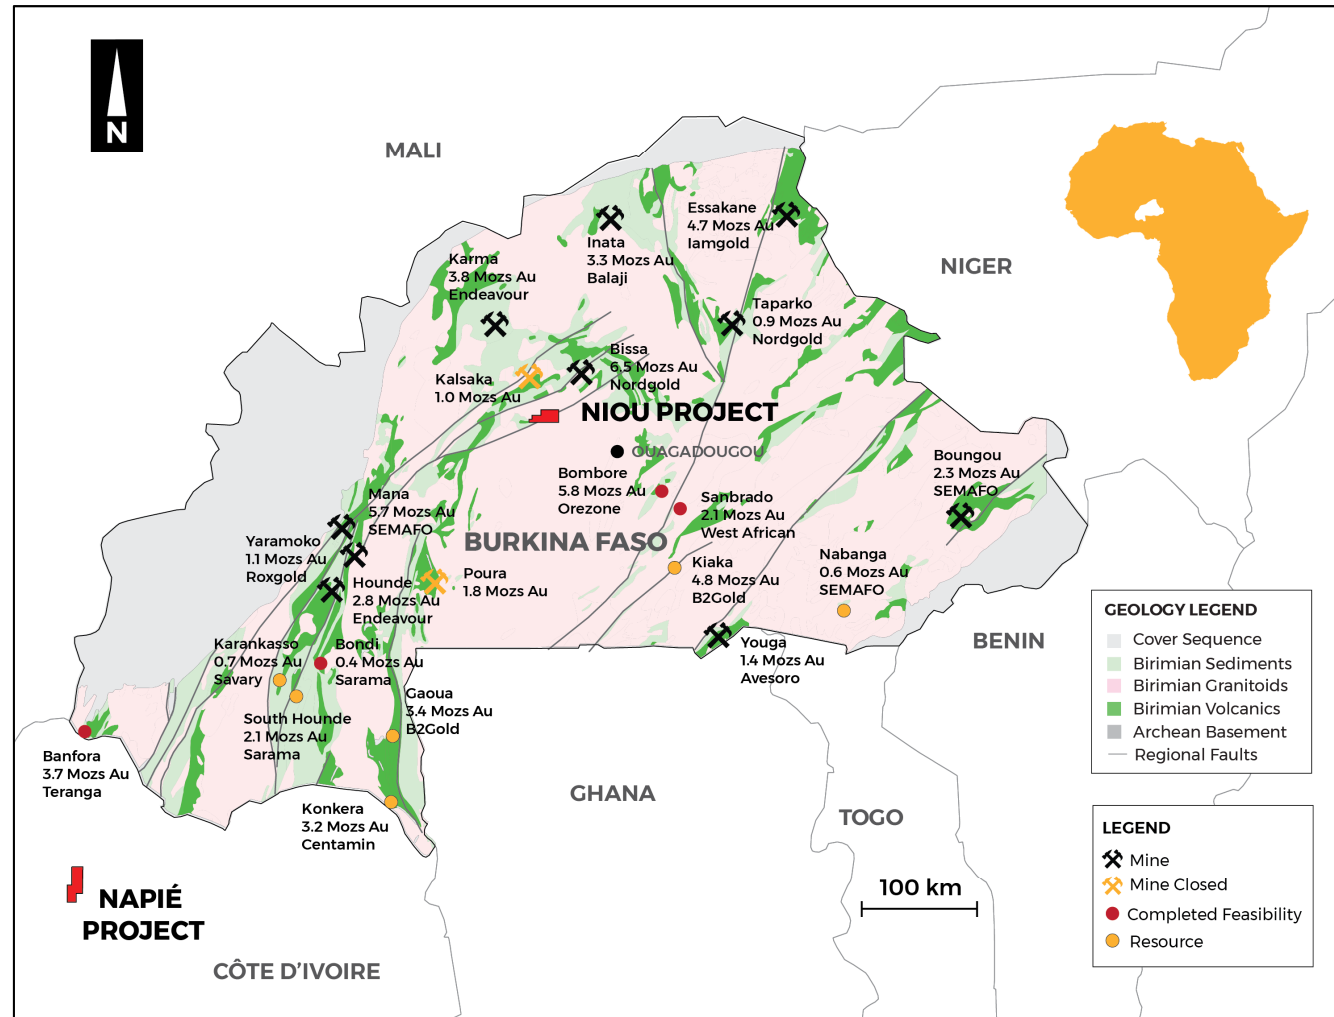 N
MALI
NIGER
Essakane
4.7 Mozs Au
Iamgold
Inata
3.3 Mozs Au
Balaji
Karma
3.8 Mozs Au
Endeavour
Taparko
0.9 Mozs Au
Nordgold
Bissa
6.5 Mozs Au
Nordgold
Kalsaka
1.0 Mozs Au
NIOU PROJECT
OUAGADOUGOU
Bombore
5.8 Mozs Au
Orezone
Boungou
2.3 Mozs Au
SEMAFO
Mana
5.7 Mozs Au
SEMAFO
Sanbrado
2.1 Mozs Au
West African
Yaramoko
1.1 Mozs Au
Roxgold
BURKINA FASO
Nabanga
0.6 Mozs Au
SEMAFO
Kiaka
4.8 Mozs Au
B2Gold
Hounde
2.8 Mozs Au
Endeavour
Poura
1.8 Mozs Au
Karankasso
0.7 Mozs Au
Savary
Bondi
0.4 Mozs Au
Sarama
Youga
1.4 Mozs Au
Avesoro
BENIN
Gaoua
3.4 Mozs Au
B2Gold
South Hounde
2.1 Mozs Au
Sarama
Banfora
3.7 Mozs Au
Teranga
Konkera
3.2 Mozs Au
Centamin
GHANA
TOGO
NAPIÉ
PROJECT
CÔTE D’IVOIRE
100 km
GEOLOGY LEGEND
Cover Sequence
Birimian Sediments
Birimian Granitoids
Birimian Volcanics
Archean Basement
Regional Faults
LEGEND
Mine
Mine Closed
Completed Feasibility
Resource